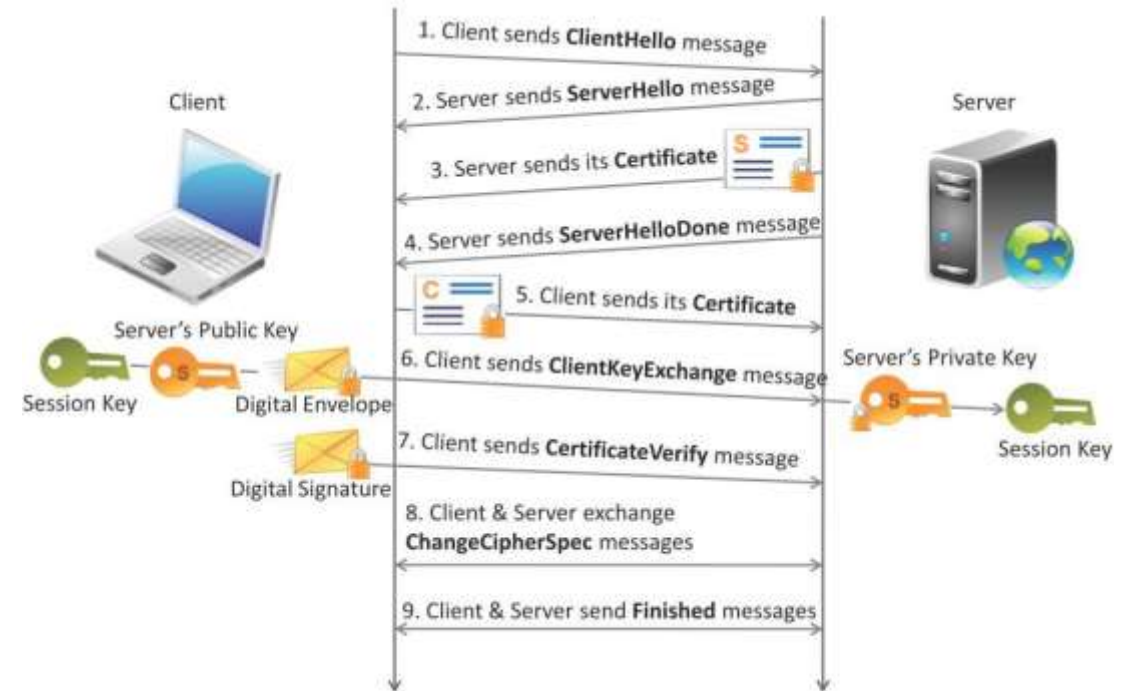 1. Client sends ClientHello message
2. Server sends ServerHello message
Client
Server
3. Server sends its Certificate
S
4. Server sends ServerHelloDone message
C
5. Client sends its Certificate
Server's Public Key
6. Client sends ClientKeyExchange message
Server's Private Key
S
S
Session Key
Digital Envelope
7. Client sends CertificateVerify message
Session Key
Digital Signature
8. Client & Server exchange
ChangeCipherSpec messages
9. Client & Server send Finished messages